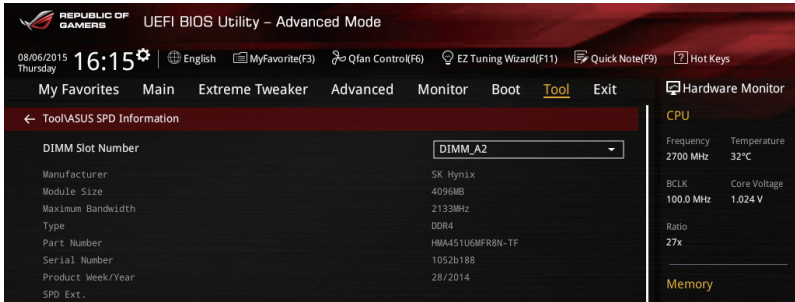 REPUBLIC OF
GAMERS
UEFI BIOS Utility – Advanced Mode
08/06/2015
Thursday
16:15
English
MyFavorite(F3)
Qfan Control(F6)
EZ Tuning Wizard(F11)
Quick Note(F9)
? Hot Keys
My Favorites Main Extreme Tweaker Advanced Monitor Boot Tool Exit
← Tool\ASUS SPD Information
DIMM Slot Number DIMM_A2
Manufacturer SK Hynix
Module Size 4096MB
Maximum Bandwidth 2133MHz
Type DDR4
Part Number HMA451U6MFR8N-TF
Serial Number 1052b188
Product Week/Year 28/2014
SPD Ext.
Hardware Monitor
CPU
Frequency Temperature
2700 MHz 32°C
BCLK Core Voltage
100.0 MHz 1.024 V
Ratio
27x
Memory